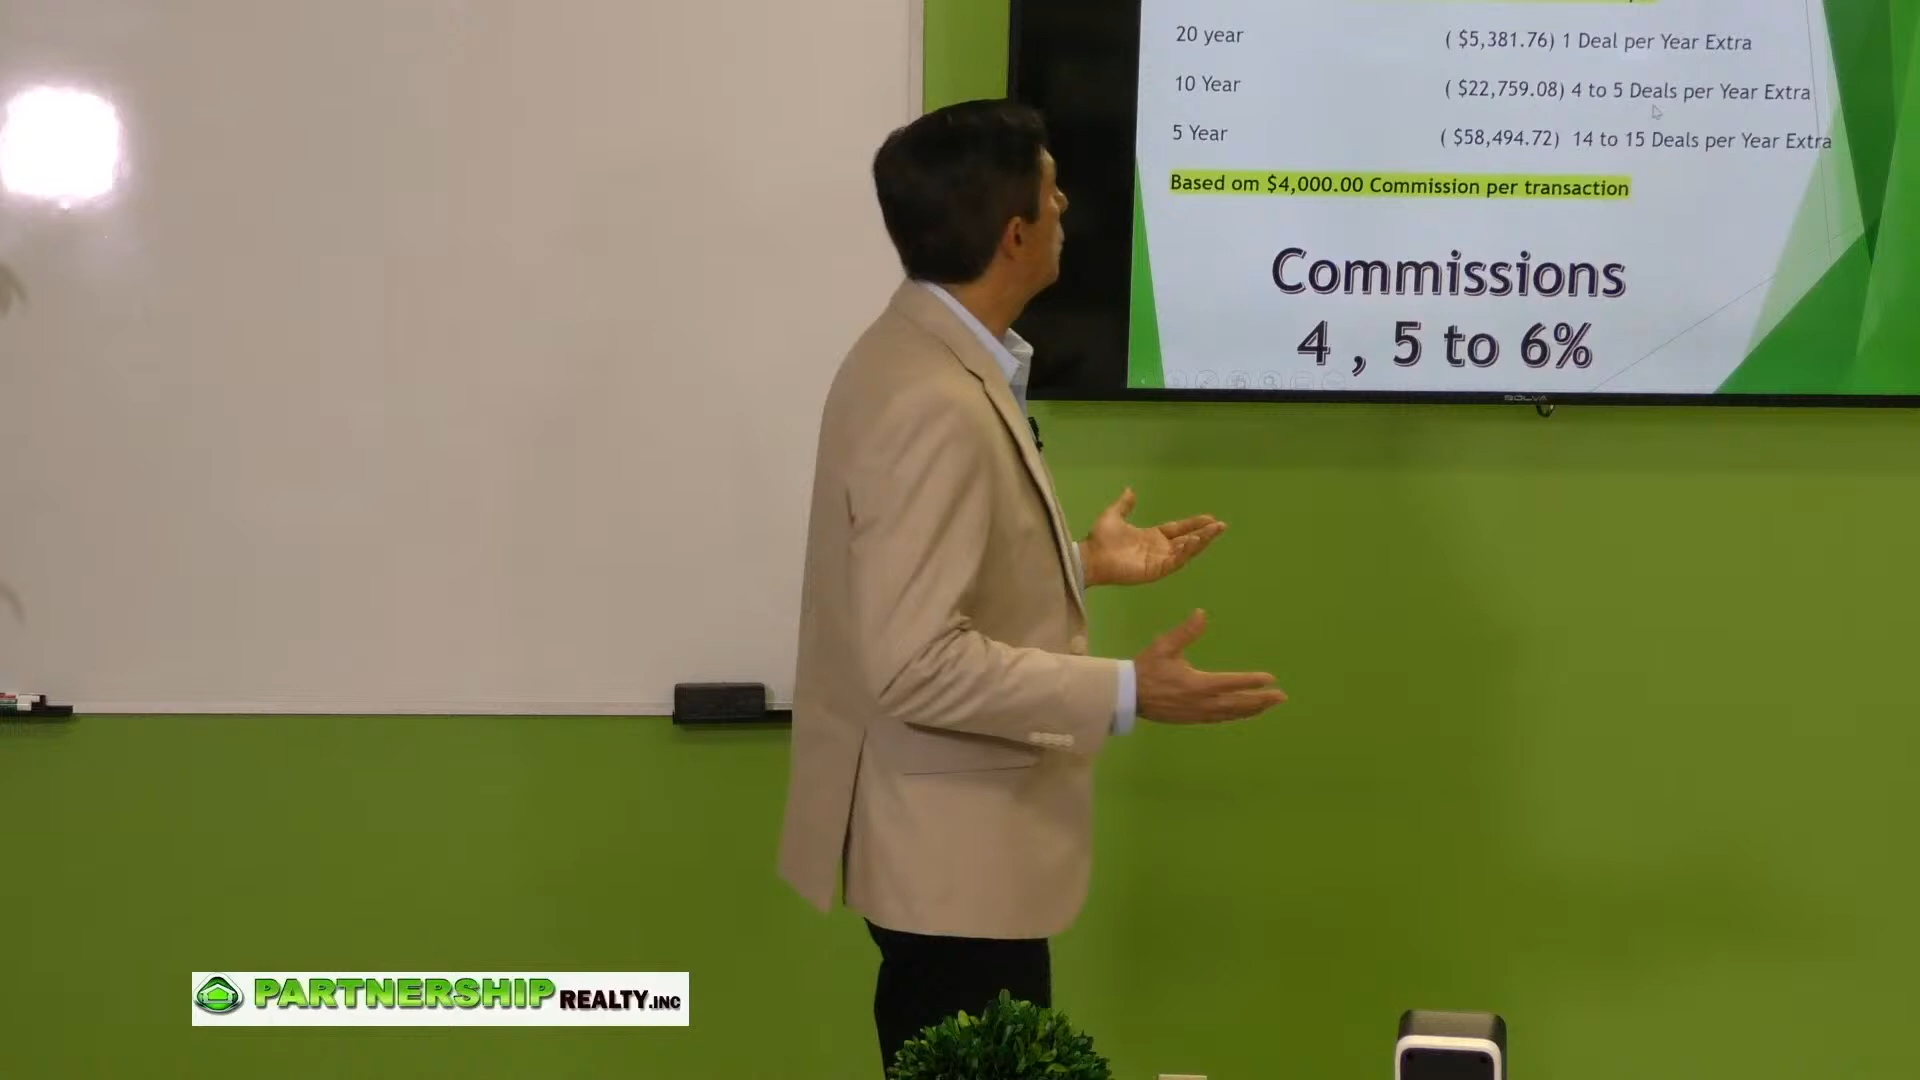 20 year ( $5,381.76) 1 Deal per Year Extra
10 Year ( $22,759.08) 4 to 5 Deals per Year Extra
5 Year ( $58,494.72) 14 to 15 Deals per Year Extra
Based om $4,000.00 Commission per transaction
Commissions
4 , 5 to 6%
PARTNERSHIP REALTY.INC